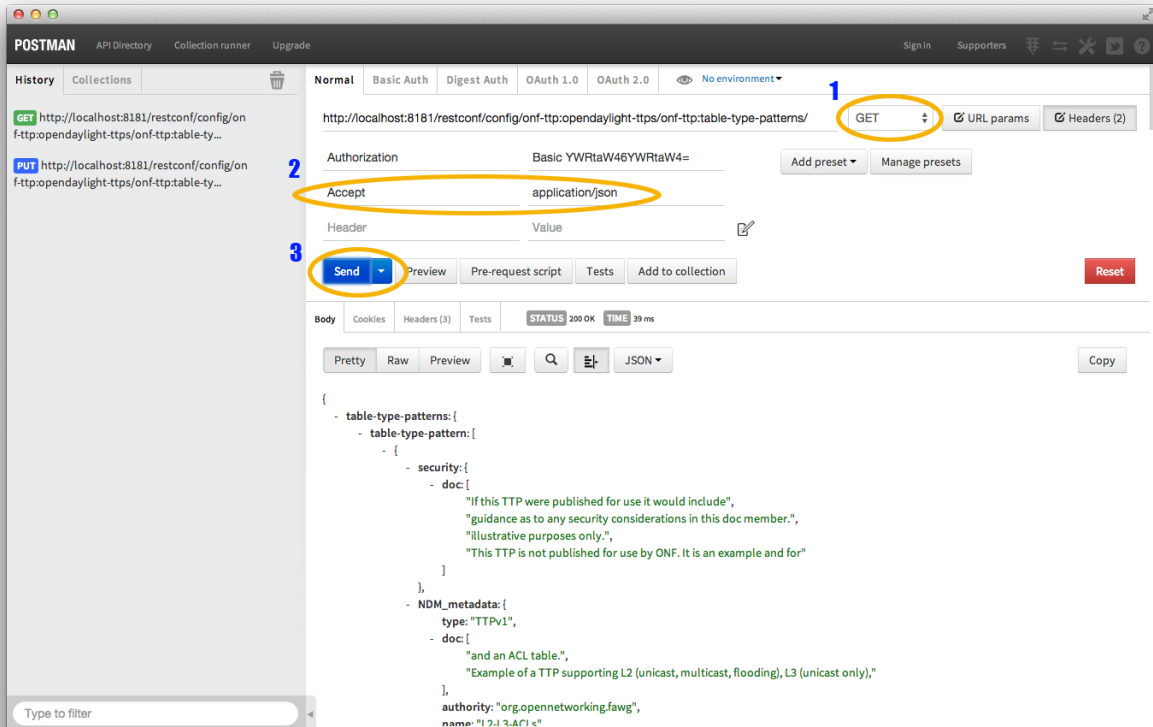 POSTMAN API Directory Collection runner Upgrade Sign in Supporters
History Collections
GET http://localhost:8181/restconf/config/on
f-ttp:opendaylight-ttps/onf-ttp:table-ty...
PUT http://localhost:8181/restconf/config/on
f-ttp:opendaylight-ttps/onf-ttp:table-ty...
Type to filter
Normal Basic Auth Digest Auth OAuth 1.0 OAuth 2.0 No environment
1
http://localhost:8181/restconf/config/onf-ttp:opendaylight-ttps/onf-ttp:table-type-patterns/ GET URL params Headers (2)
Authorization Basic YWRtaW46YWRtaW4= Add preset Manage presets
2
Accept application/json
Header Value
3
Send Preview Pre-request script Tests Add to collection Reset
Body Cookies Headers (3) Tests STATUS 200 OK TIME 39 ms
Pretty Raw Preview JSON Copy
{
- table-type-patterns: {
- table-type-pattern: [
- {
- security: {
- doc: [
"If this TTP were published for use it would include",
"guidance as to any security considerations in this doc member.",
"illustrative purposes only.",
"This TTP is not published for use by ONF. It is an example and for"
]
},
- NDM_metadata: {
type: "TTPv1",
- doc: [
"and an ACL table.",
"Example of a TTP supporting L2 (unicast, multicast, flooding), L3 (unicast only),"
],
authority: "org.opennetworking.fawg",
name: "L2-L3-ACLs",